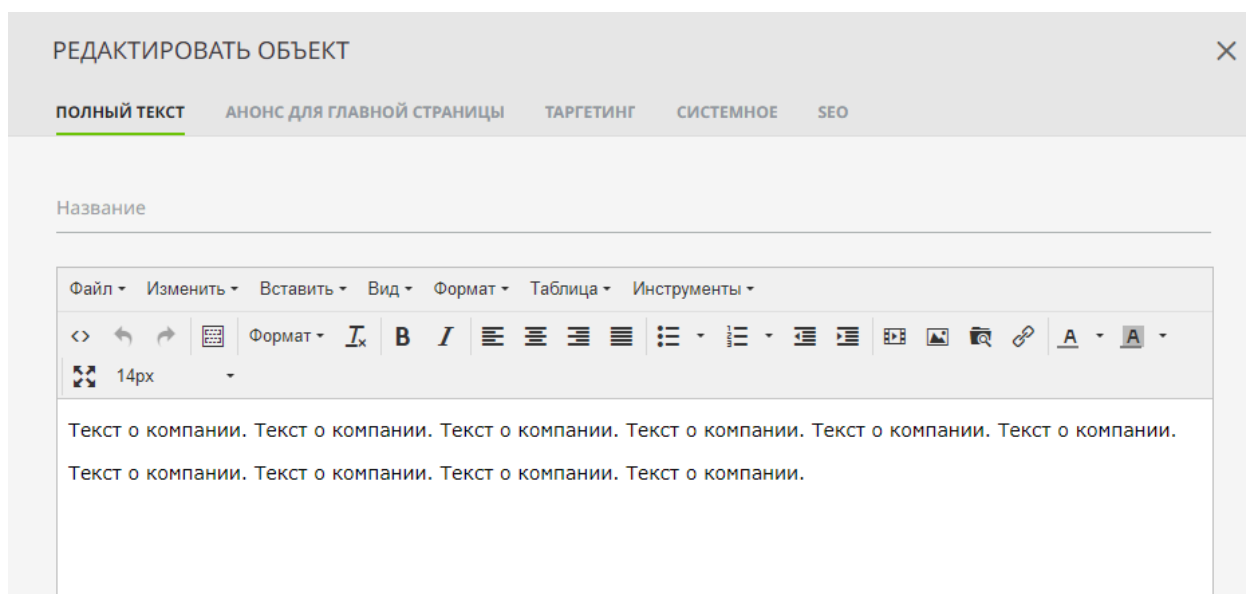 РЕДАКТИРОВАТЬ ОБЪЕКТ
ПОЛНЫЙ ТЕКСТ АНОНС ДЛЯ ГЛАВНОЙ СТРАНИЦЫ ТАРГЕТИНГ СИСТЕМНОЕ SEO
Название
Файл Изменить Вставить Вид Формат Таблица Инструменты
Формат
14px
Текст о компании. Текст о компании. Текст о компании. Текст о компании. Текст о компании. Текст о компании.
Текст о компании. Текст о компании. Текст о компании. Текст о компании.